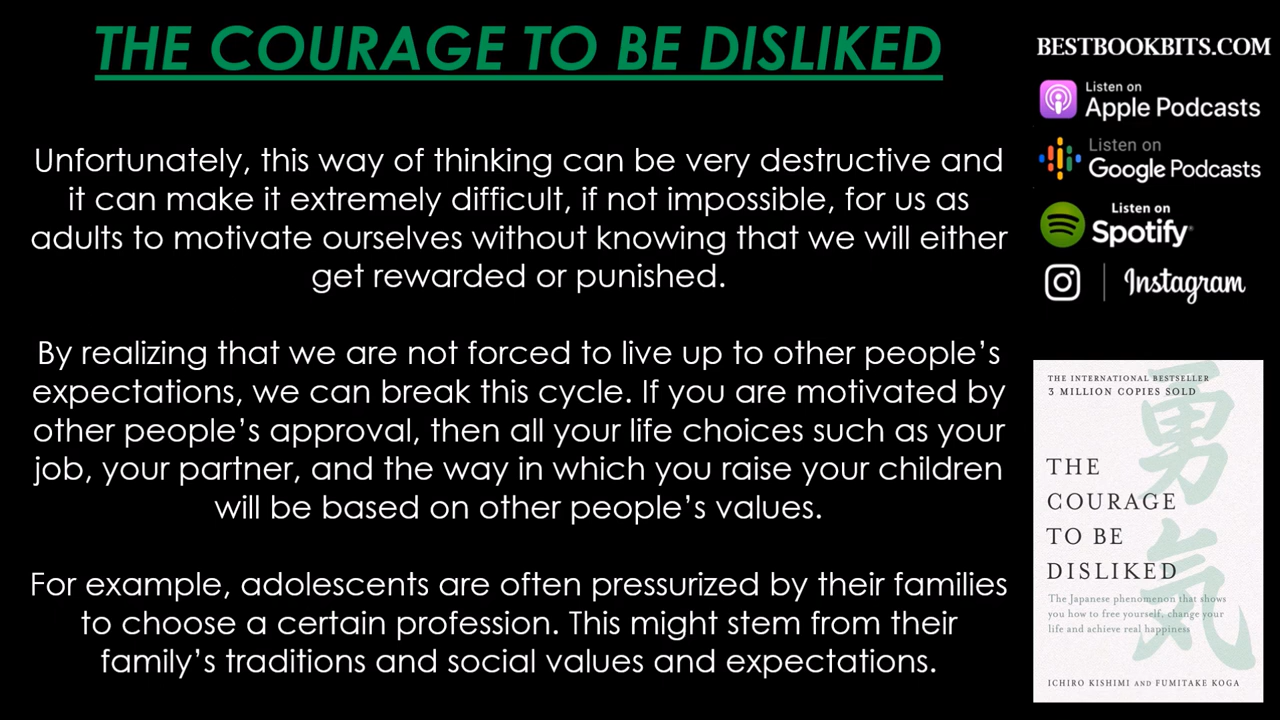 THE COURAGE TO BE DISLIKED
Unfortunately, this way of thinking can be very destructive and
it can make it extremely difficult, if not impossible, for us as
adults to motivate ourselves without knowing that we will either
get rewarded or punished.
By realizing that we are not forced to live up to other people’s
expectations, we can break this cycle. If you are motivated by
other people’s approval, then all your life choices such as your
job, your partner, and the way in which you raise your children
will be based on other people’s values.
For example, adolescents are often pressurized by their families
to choose a certain profession. This might stem from their
family’s traditions and social values and expectations.
BESTBOOKBITS.COM
Listen on
Apple Podcasts
Listen on
Google Podcasts
Listen on
Spotify
Instagram
THE INTERNATIONAL BESTSELLER
3 MILLION COPIES SOLD
勇
気
THE
COURAGE
TO BE
DISLIKED
The Japanese phenomenon that shows
you how to free yourself, change your
life and achieve real happiness
ICHIRO KISHIMI AND FUMITAKE KOGA